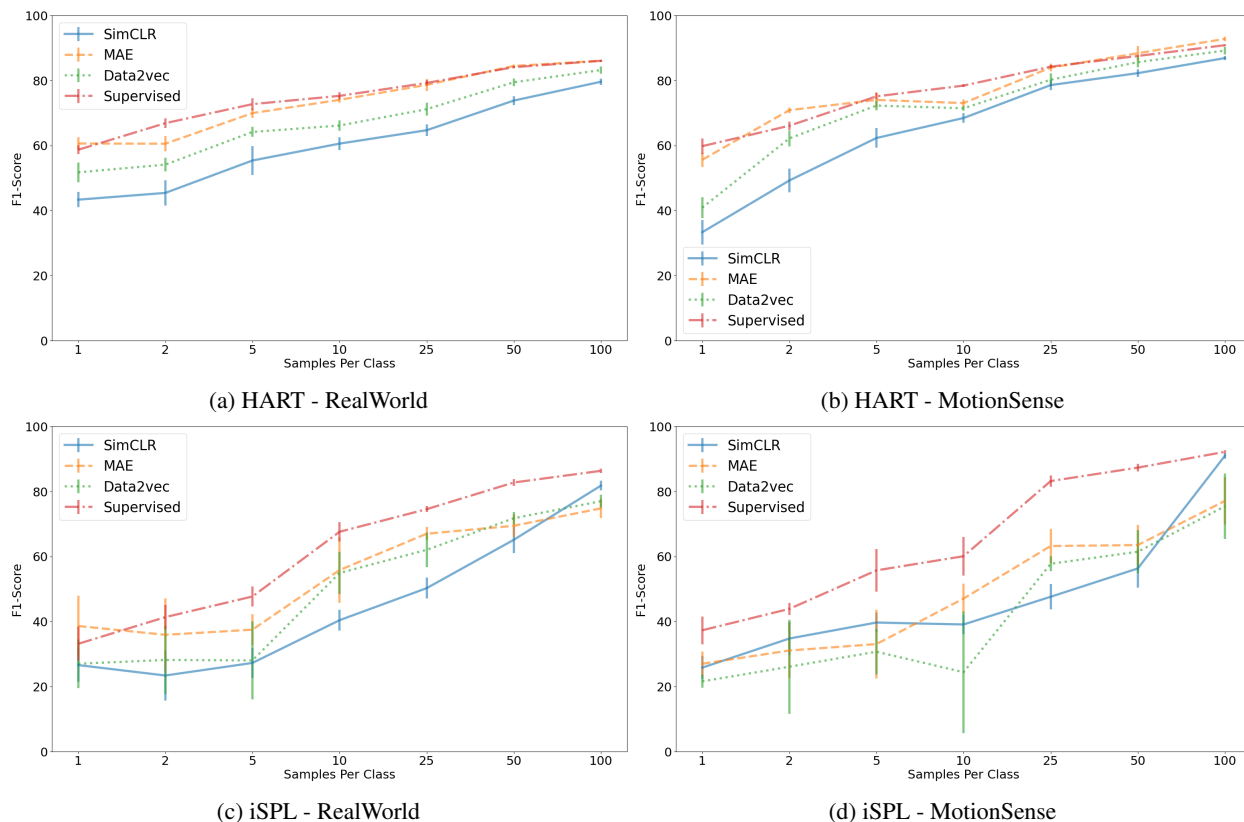 100
80
60
40
20
0
F1-Score
SimCLR
MAE
Data2vec
Supervised
1 2 5 10 25 50 100
Samples Per Class
(a) HART - RealWorld
100
80
60
40
20
0
F1-Score
SimCLR
MAE
Data2vec
Supervised
1 2 5 10 25 50 100
Samples Per Class
(b) HART - MotionSense
100
80
60
40
20
0
F1-Score
SimCLR
MAE
Data2vec
Supervised
1 2 5 10 25 50 100
Samples Per Class
(c) iSPL - RealWorld
100
80
60
40
20
0
F1-Score
SimCLR
MAE
Data2vec
Supervised
1 2 5 10 25 50 100
Samples Per Class
(d) iSPL - MotionSense